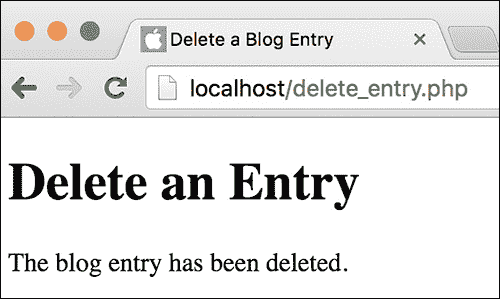 Delete a Blog Entry
localhost/delete_entry.php
Delete an Entry
The blog entry has been deleted.